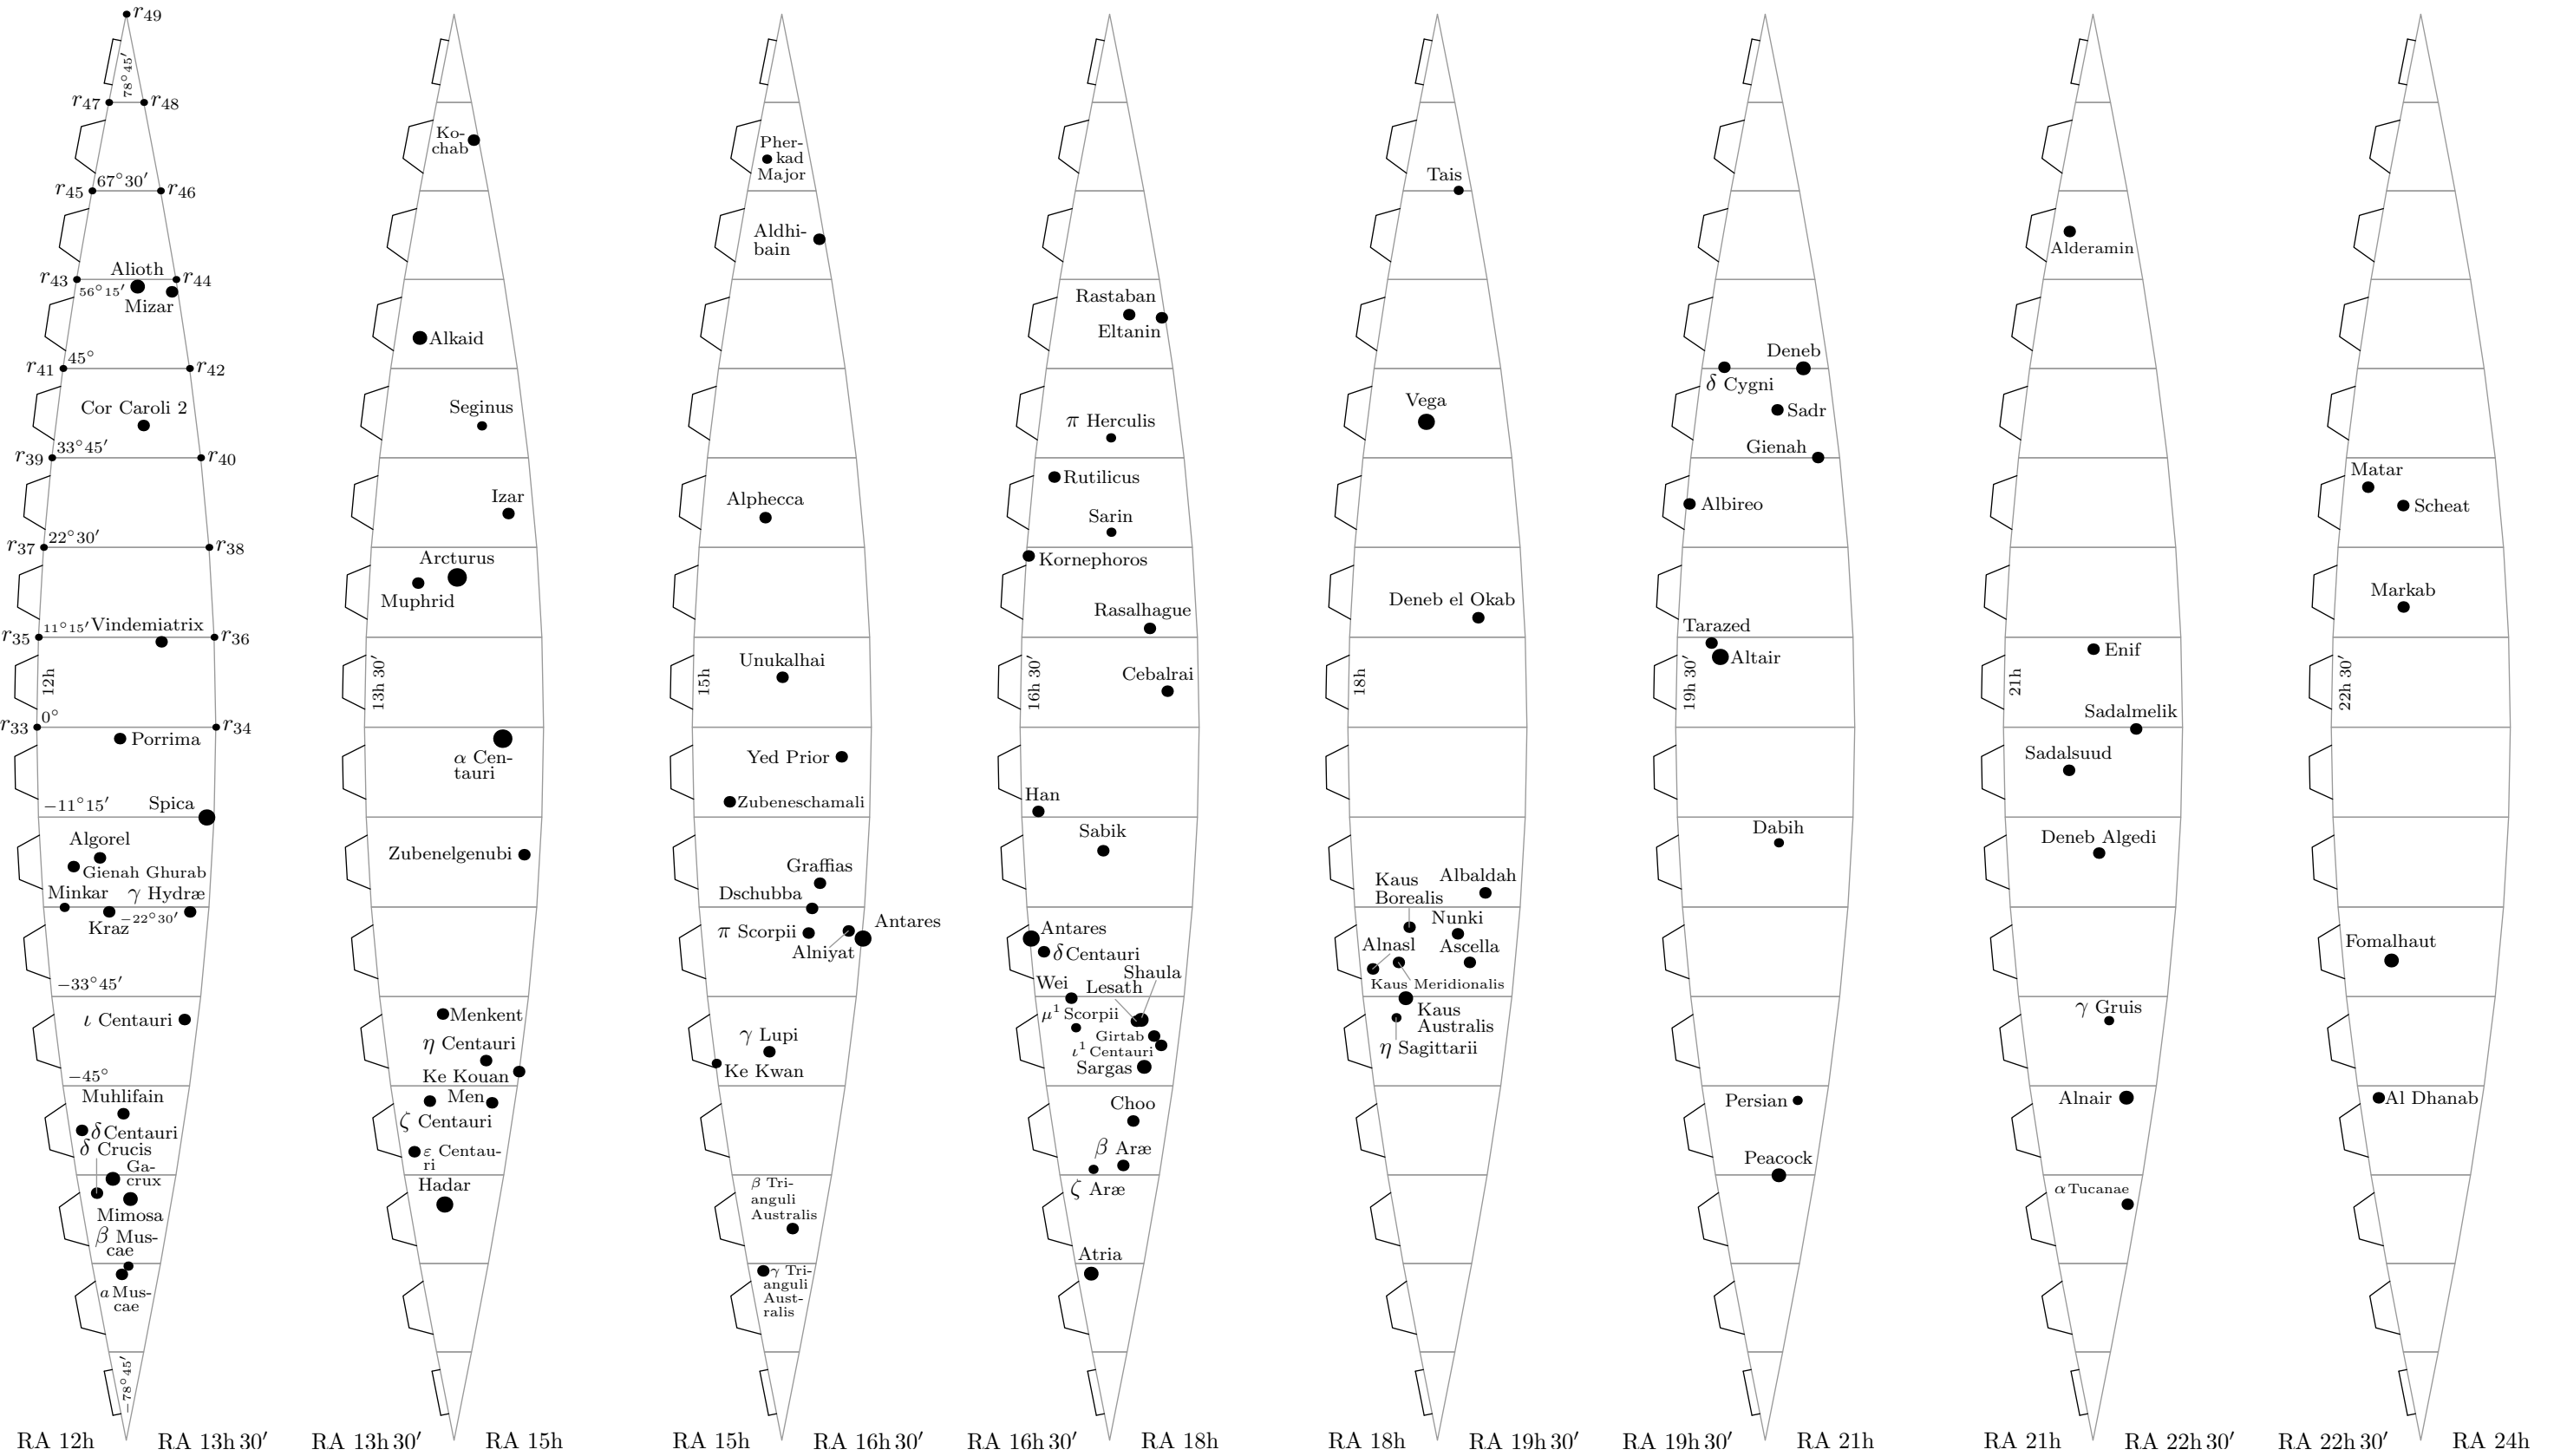 r49
78°45′
r47
r48
r45
67°30′
r46
Alioth
r43
r44
56°15′
Mizar
r41
45°
r42
Cor Caroli 2
r39
33°45′
r40
r37
22°30′
r38
r35
11°15′
Vindemiatrix
r36
12h
r33
0°
r34
Porrima
−11°15′
Spica
Algorel
Gienah Ghurab
Minkar
γ Hydræ
Kraz
−22°30′
−33°45′
ι Centauri
−45°
Muhlifain
δ Centauri
δ Crucis
Ga-
crux
Mimosa
β Mus-
cae
a Mus-
cae
−78°45′
RA 12h
RA 13h 30′
Ko-
chab
Alkaid
Seginus
Izar
Arcturus
Muphrid
13h 30′
α Cen-
tauri
Zubenelgenubi
Menkent
η Centauri
Ke Kouan
Men
ζ Centauri
ε Centau-
ri
Hadar
RA 13h 30′
RA 15h
Pher-
kad
Major
Aldhi-
bain
Alphecca
Unukalhai
15h
Yed Prior
Zubeneschamali
Graffias
Dschubba
π Scorpii
Antares
Alniyat
γ Lupi
Ke Kwan
β Tri-
anguli
Australis
γ Tri-
anguli
Aust-
ralis
RA 15h
RA 16h 30′
Rastaban
Eltanin
π Herculis
Rutilicus
Sarin
Kornephoros
Rasalhague
16h 30′
Cebalrai
Han
Sabik
Antares
δ Centauri
Shaula
Wei
Lesath
μ1 Scorpii
Girtab
ι1 Centauri
Sargas
Choo
β Aræ
ζ Aræ
Atria
RA 16h 30′
RA 18h
Tais
Vega
Deneb el Okab
18h
Kaus
Borealis
Albaldah
Nunki
Alnasl
Ascella
Kaus Meridionalis
Kaus
Australis
η Sagittarii
RA 18h
RA 19h 30′
Deneb
δ Cygni
Sadr
Gienah
Albireo
Tarazed
Altair
19h 30′
Dabih
Persian
Peacock
RA 19h 30′
RA 21h
Alderamin
Enif
21h
Sadalmelik
Sadalsuud
Deneb Algedi
γ Gruis
Alnair
α Tucanae
RA 21h
RA 22h 30′
Matar
Scheat
Markab
22h 30′
Fomalhaut
Al Dhanab
RA 22h 30′
RA 24h